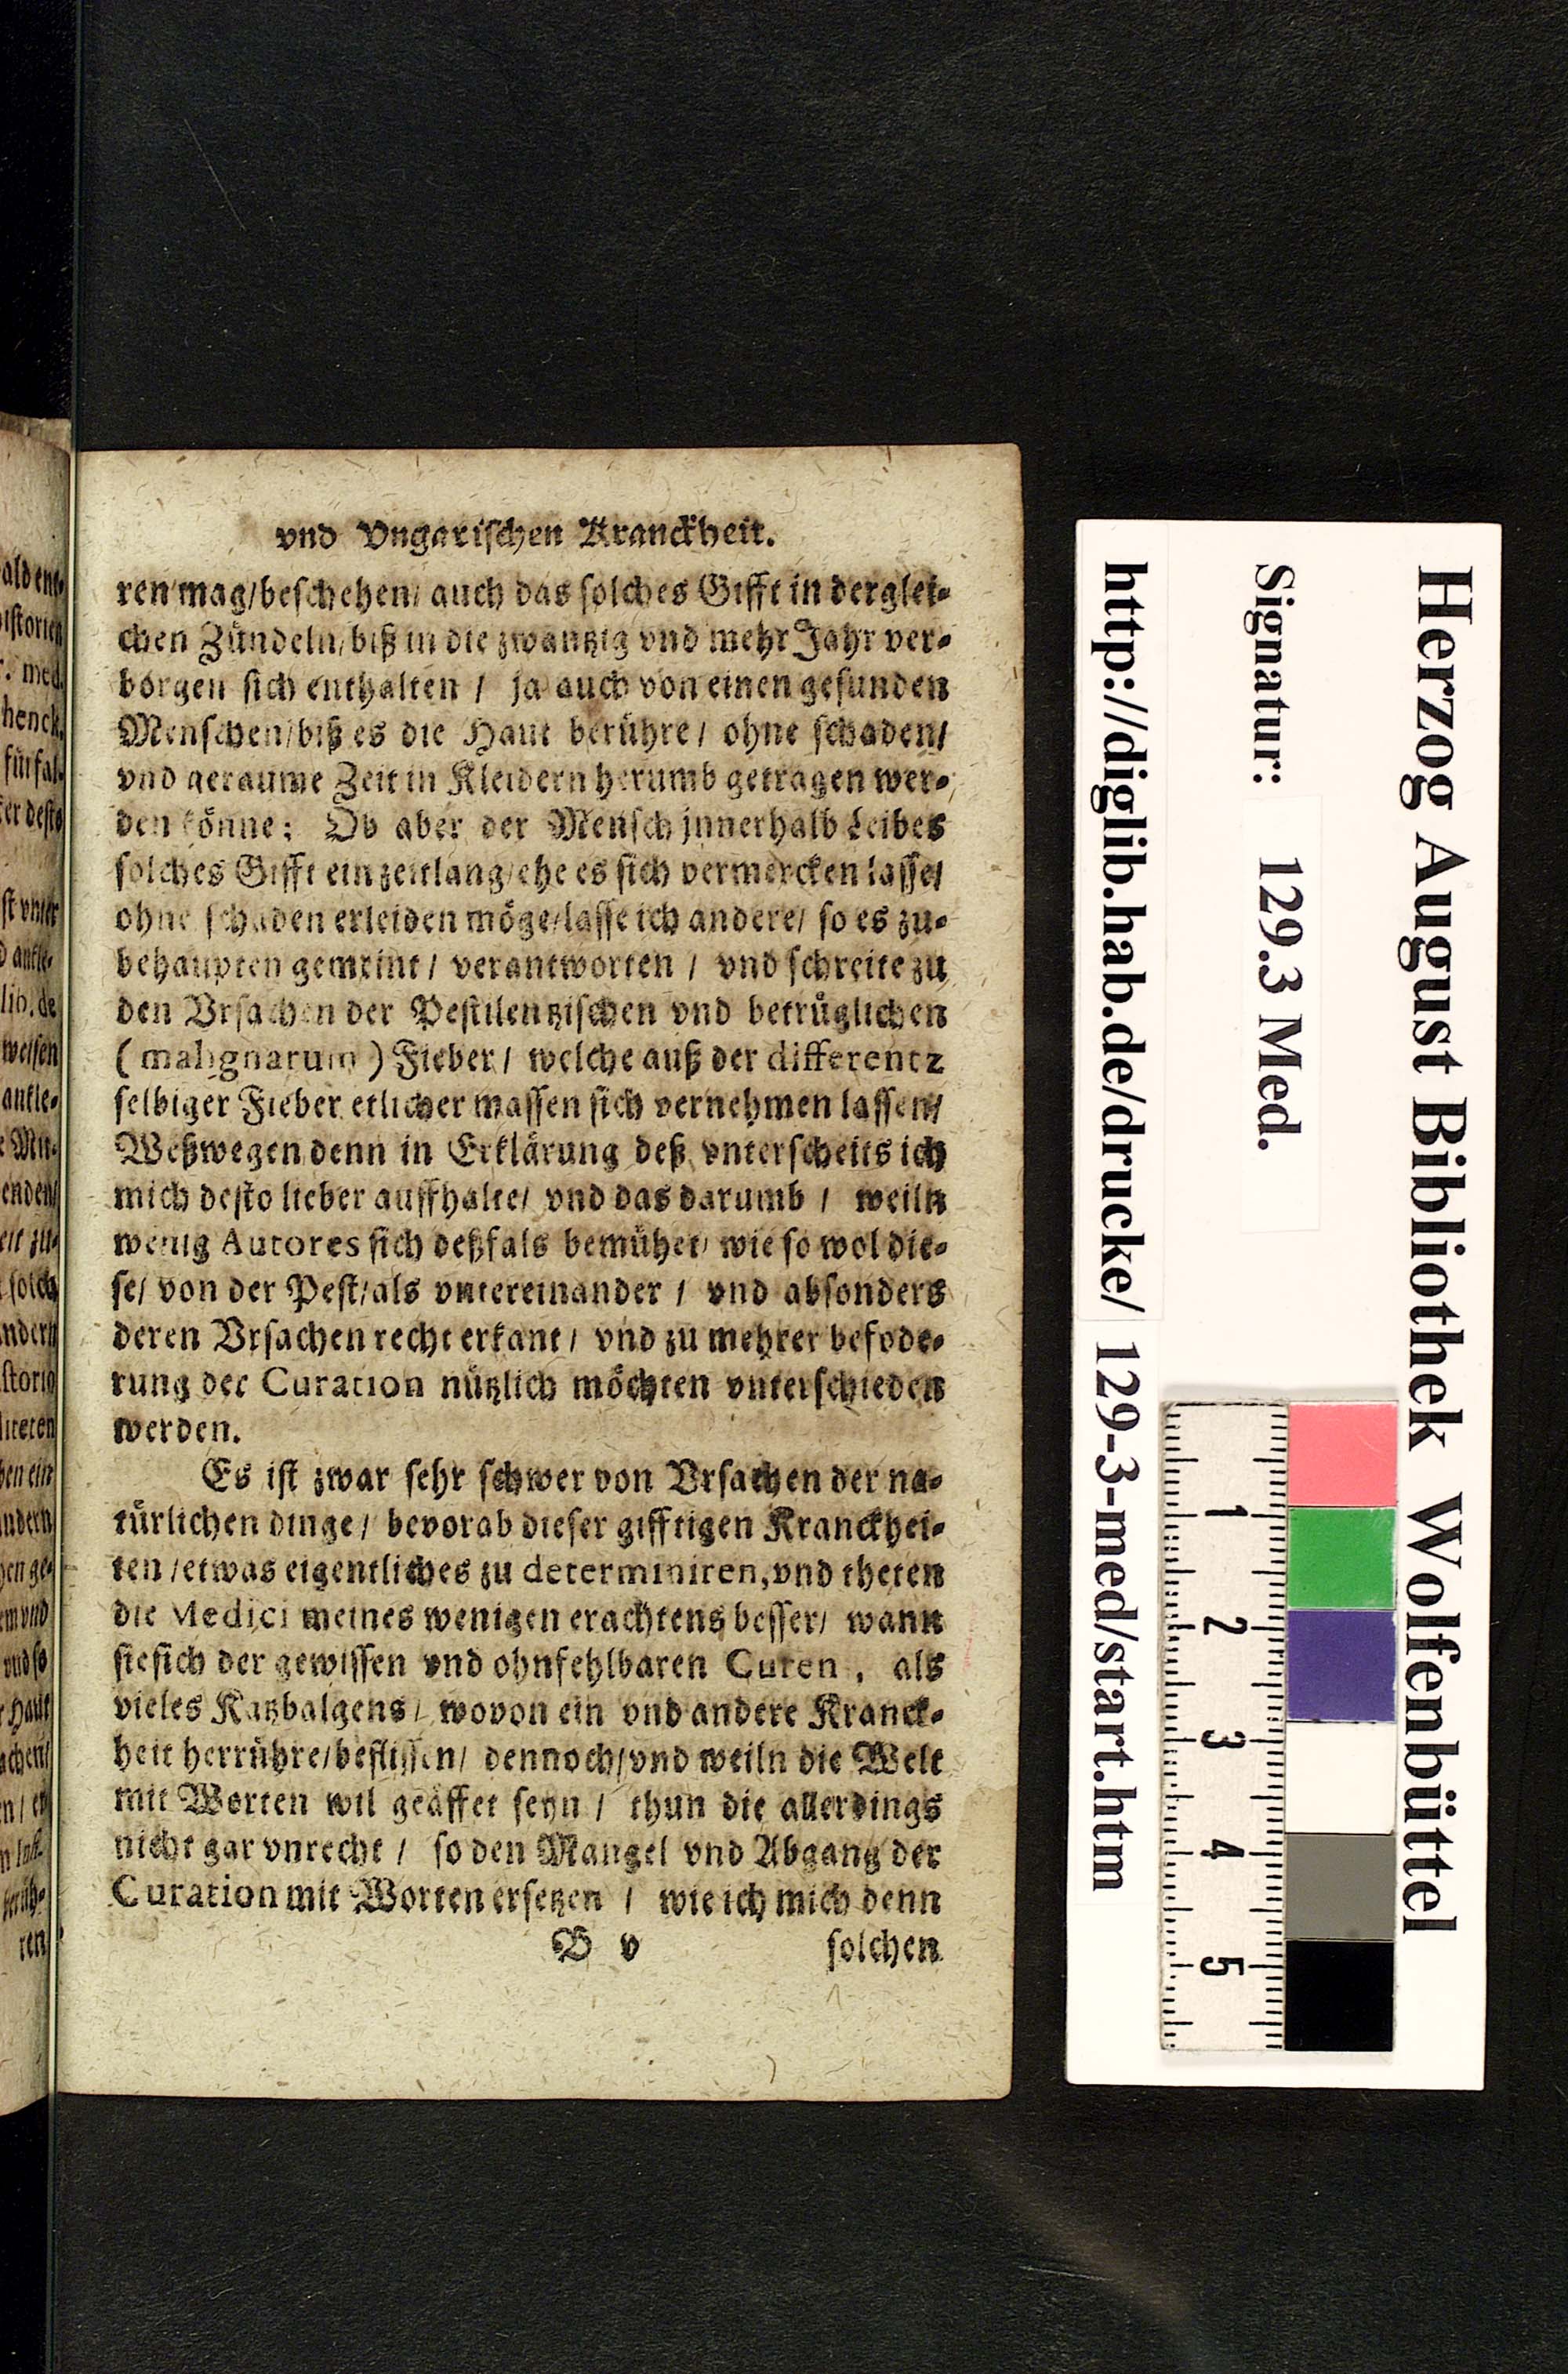 vnd Vngarischen Kranckheit.
ren mag/beschehen/ auch das solches Gifft in derglei-
chen Zündeln/biß in die zwantzig vnd mehr Jahr ver-
borgen sich enthalten / ja auch von einen gesunden
Menschen/biß es die Haut berühre / ohne schaden/
vnd geraume Zeit in Kleidern herumb getragen wer-
den könne: Ob aber der Mensch jnnerhalb Leibes
solches Gifft ein zeitlang/ehe es sich vermercken lasse/
ohne schaden erleiden möge/lasse ich andere/ so es zu-
behaupten gemeint / verantworten / vnd schreite zu
den Vrsachen der Pestilentzischen vnd betrüglichen
( malignarum ) Fieber / welche auß der differentz
selbiger Fieber etlicher massen sich vernehmen lassen/
Weßwegen denn in Erklärung deß vnterscheits ich
mich desto lieber auffhalte/ vnd das darumb / weiln
wenig Autores sich deßfals bemühet/ wie so wol die-
se/ von der Pest/als vntereinander / vnd absonders
deren Vrsachen recht erkant / vnd zu mehrer befode-
rung der Curation nützlich möchten vnterschieden
werden.
Es ist zwar sehr schwer von Vrsachen der na-
türlichen dinge / bevorab dieser gifftigen Kranckhei-
ten /etwas eigentliches zu determiniren, vnd theten
die Medici meines wenigen erachtens besser/ wann
sie sich der gewissen vnd ohnfehlbaren Curen, als
vieles Katzbalgens / wovon ein vnd andere Kranck-
heit herrühre/beflissen/ dennoch/vnd weiln die Welt
mit Worten wil geäffet seyn / thun die allerdings
nicht gar vnrecht / so den Mangel vnd Abgang der
Curation mit Worten ersetzen / wie ich mich denn
B v solchen
Herzog August Bibliothek Wolfenbüttel
Signatur: 129.3 Med.
http://diglib.hab.de/drucke/ 129-3-med/start.htm
1
2
3
4
5